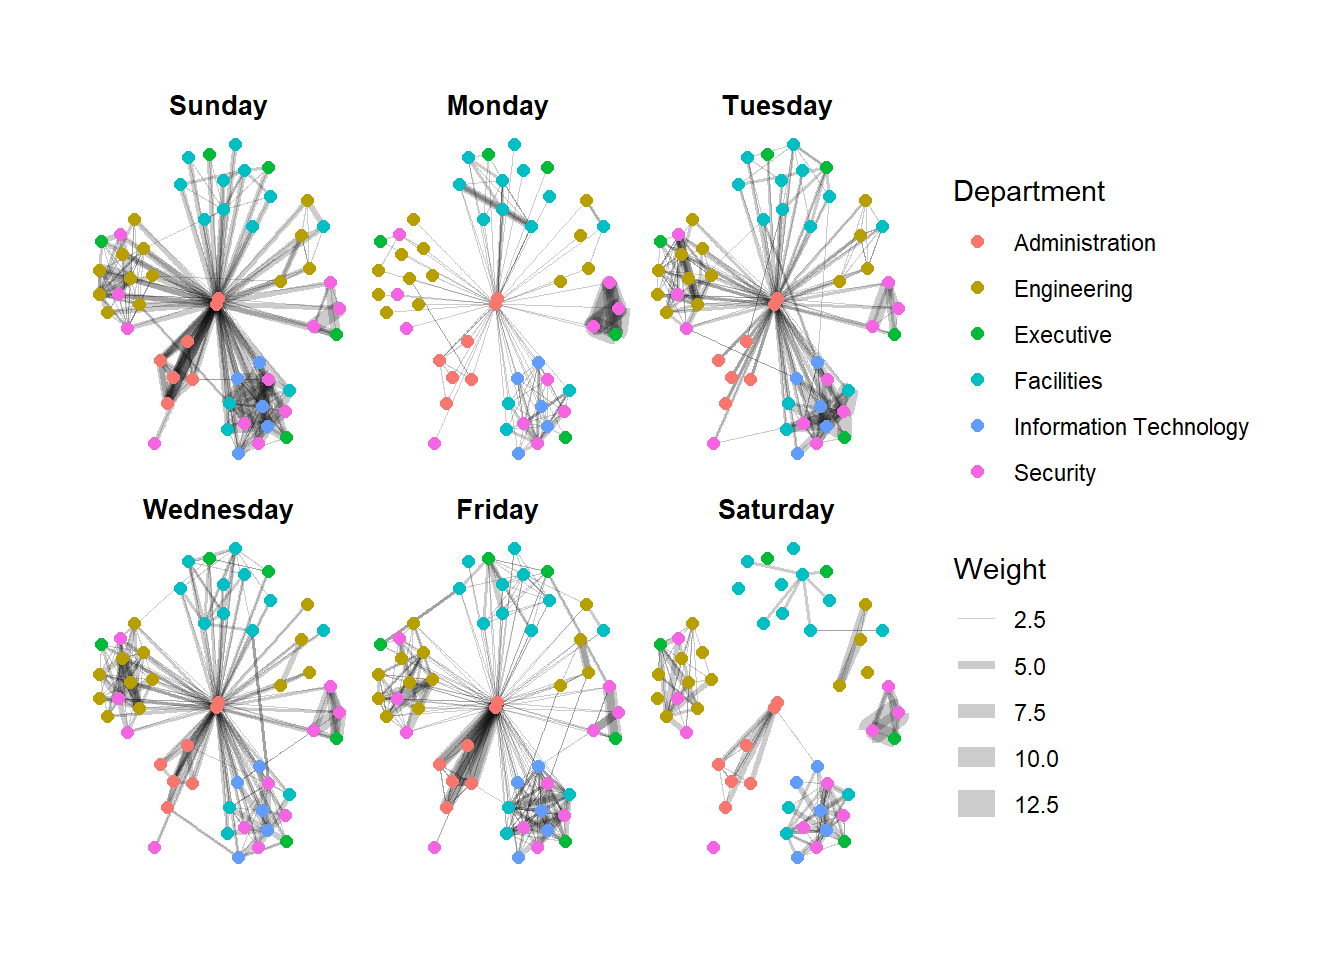 Sunday
Monday
Tuesday
Wednesday
Friday
Saturday
Department
Administration
Engineering
Executive
Facilities
Information Technology
Security
Weight
2.5
5.0
7.5
10.0
12.5